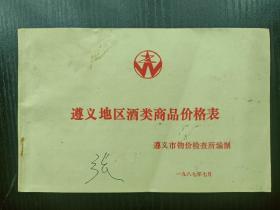 遵义地区酒类商品价格表
遵义市物价检查所编制
张
一九八七年七月